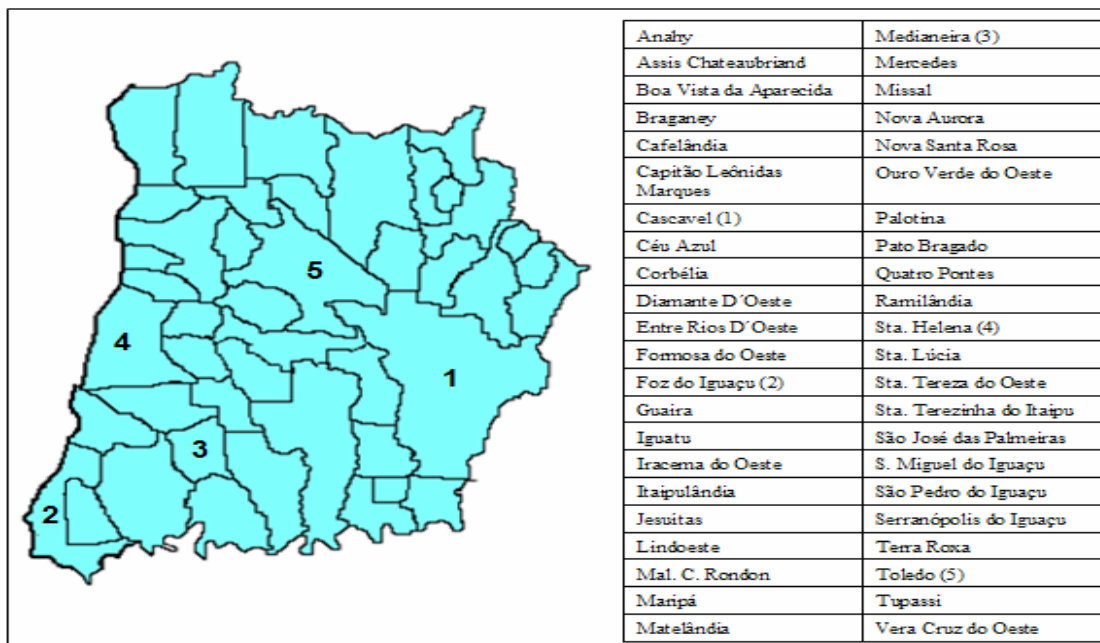 5
4
1
3
2
Anahy Medianeira (3)
Assis Chateaubriand Mercedes
Boa Vista da Aparecida Missal
Braganey Nova Aurora
Cafelândia Nova Santa Rosa
Capitão Leônidas Ouro Verde do Oeste
Marques
Cascavel (1) Palotina
Céu Azul Pato Bragado
Corbélia Quatro Pontes
Diamante D´Oeste Ramilândia
Entre Rios D´Oeste Sta. Helena (4)
Formosa do Oeste Sta. Lúcia
Foz do Iguaçu (2) Sta. Tereza do Oeste
Guaira Sta. Terezinha do Itaipu
Iguatu São José das Palmeiras
Iracema do Oeste S. Miguel do Iguaçu
Itaipulândia São Pedro do Iguaçu
Jesuitas Serranópolis do Iguaçu
Lindoeste Terra Roxa
Mal. C. Rondon Toledo (5)
Maripá Tupassi
Matelândia Vera Cruz do Oeste